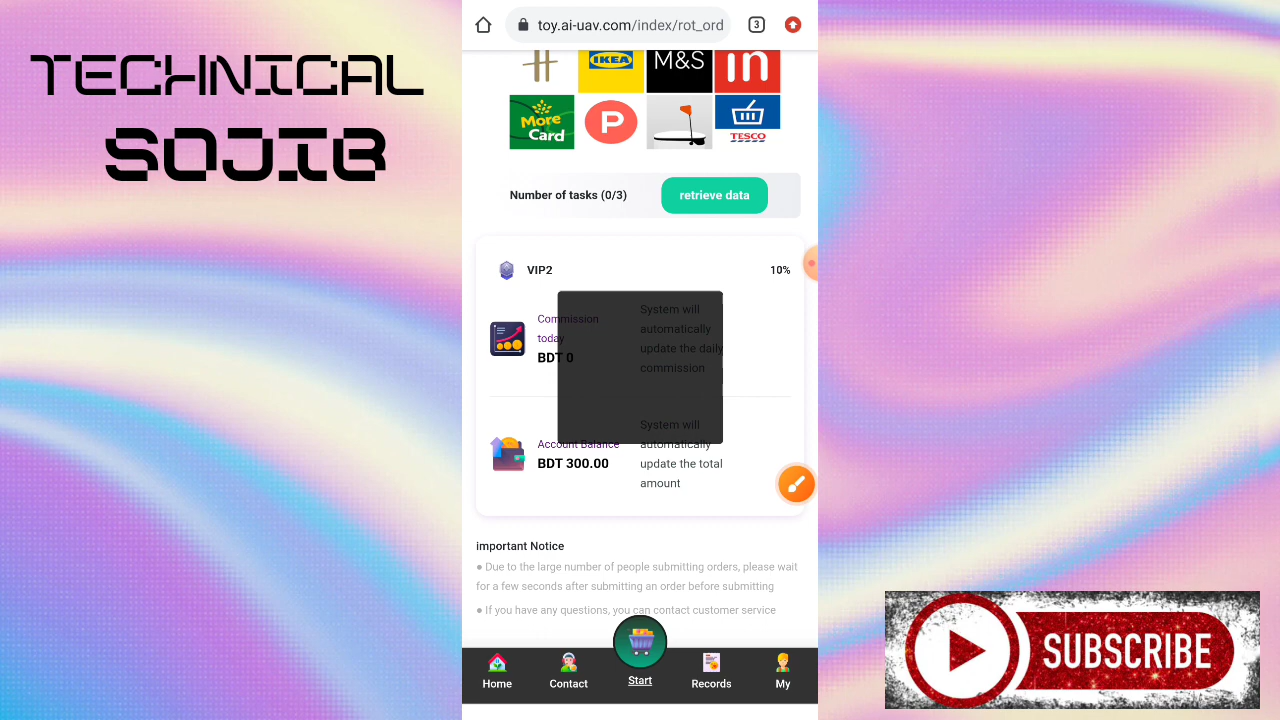 TECHNICAL
SOJIB
toy.ai-uav.com/index/rot_ord
3
H
IKEA
M&S
in
More
Card
P
TESCO
Number of tasks (0/3)
retrieve data
VIP2
10%
Commission
today
BDT 0
System will
automatically
update the daily
commission
Account Balance
BDT 300.00
System will
automatically
update the total
amount
important Notice
● Due to the large number of people submitting orders, please wait
for a few seconds after submitting an order before submitting
● If you have any questions, you can contact customer service
Home
Contact
Start
Records
My
SUBSCRIBE